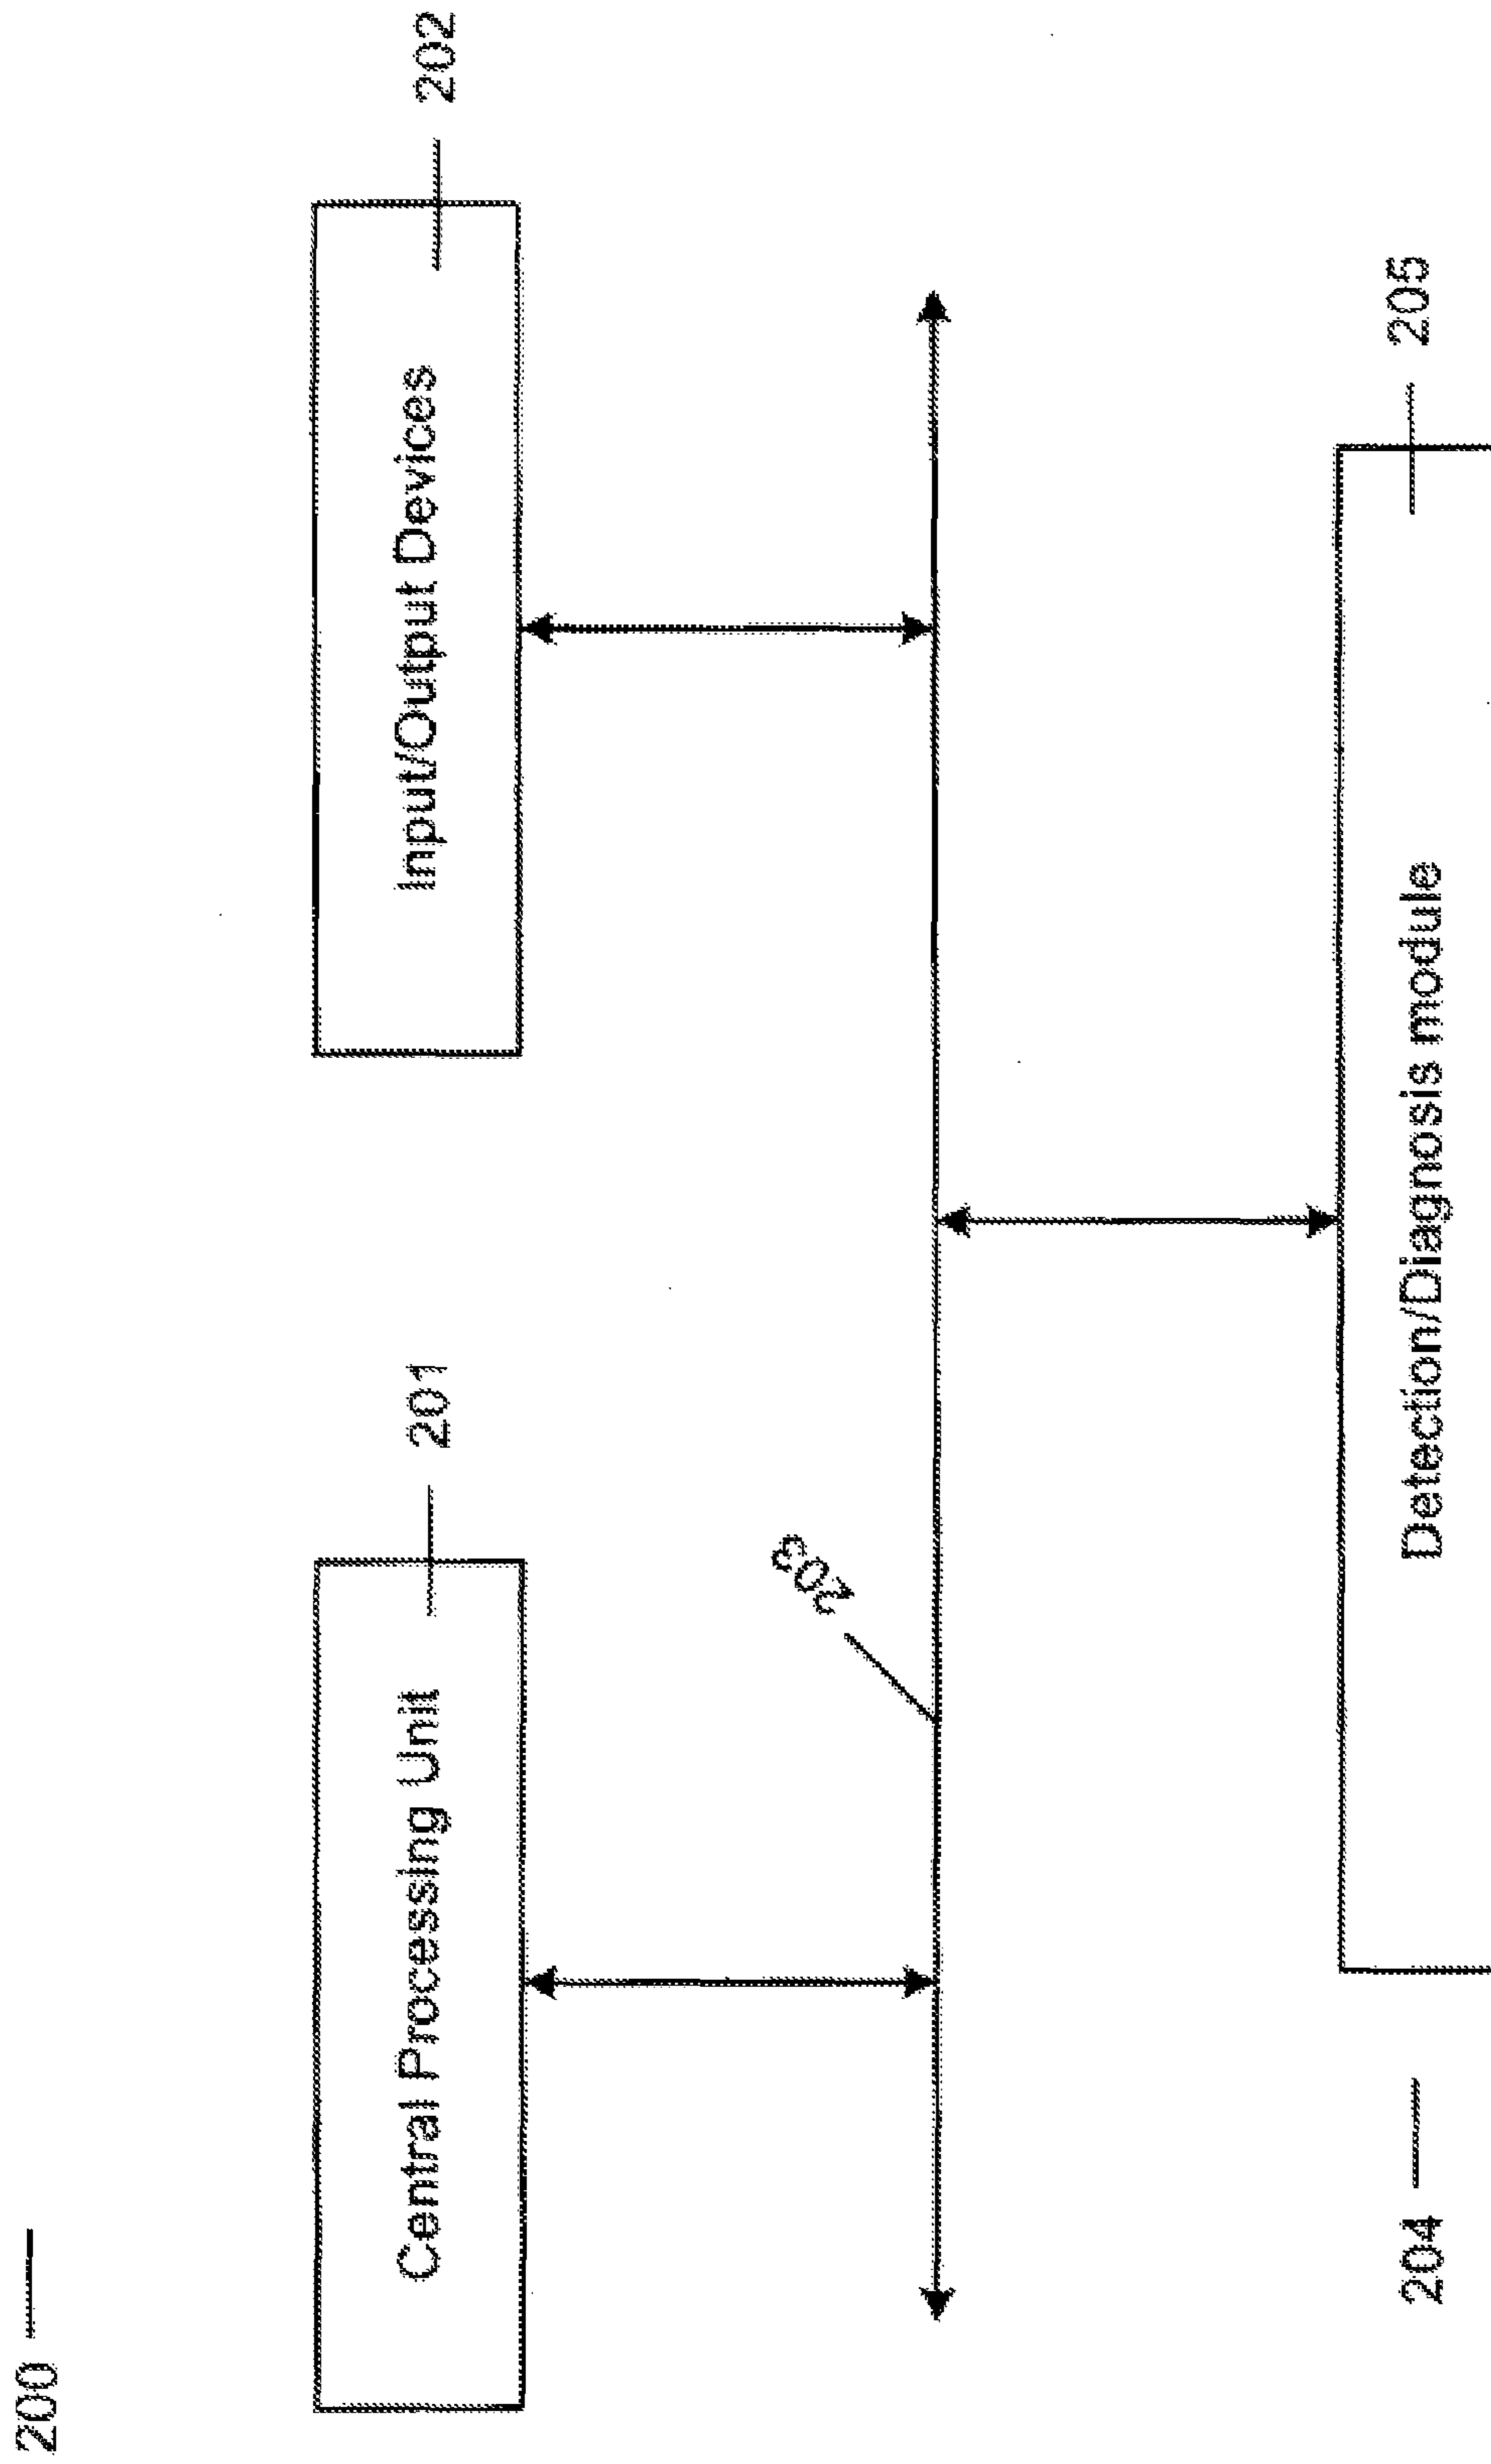 200
Central Processing Unit
201
Input/Output Devices
202
203
204
Detection/Diagnosis module
205